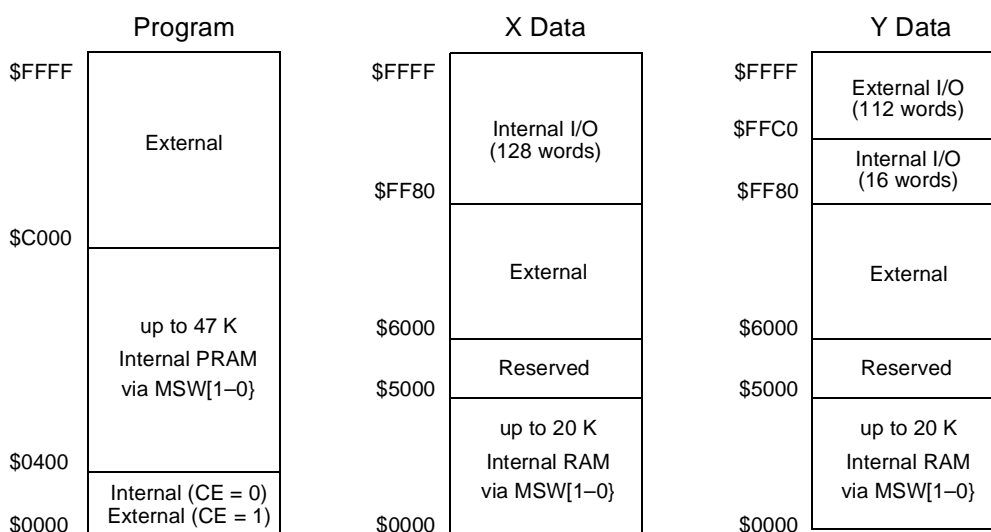 Program
$FFFF
External
$C000
up to 47 K
Internal PRAM
via MSW[1–0}
$0400
Internal (CE = 0)
External (CE = 1)
$0000
X Data
$FFFF
Internal I/O
(128 words)
$FF80
External
$6000
Reserved
$5000
up to 20 K
Internal RAM
via MSW[1–0}
$0000
Y Data
$FFFF
External I/O
(112 words)
$FFC0
Internal I/O
(16 words)
$FF80
External
$6000
Reserved
$5000
up to 20 K
Internal RAM
via MSW[1–0}
$0000